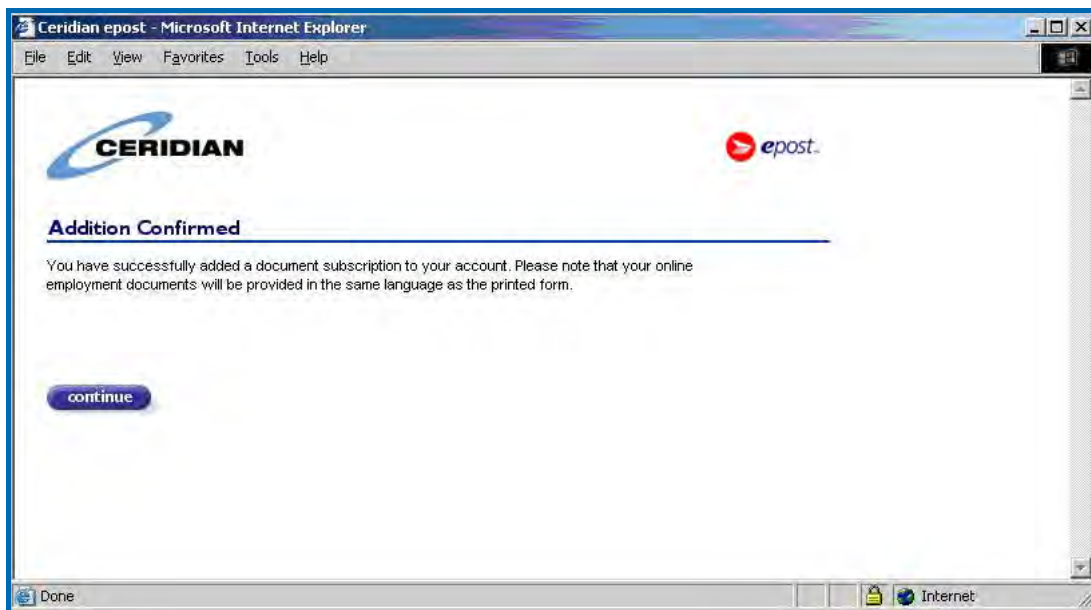 Ceridian epost - Microsoft Internet Explorer
File Edit View Favorites Tools Help
CERIDIAN
epost™
Addition Confirmed
You have successfully added a document subscription to your account. Please note that your online
employment documents will be provided in the same language as the printed form.
continue
Done
Internet